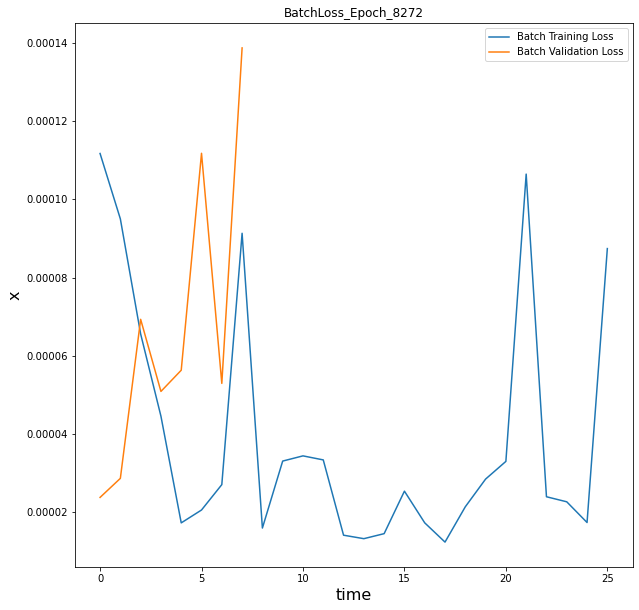 BatchLoss_Epoch_8272
Batch Training Loss
Batch Validation Loss
0.00014
0.00012
0.00010
0.00008
0.00006
0.00004
0.00002
x
0 5 10 15 20 25
time